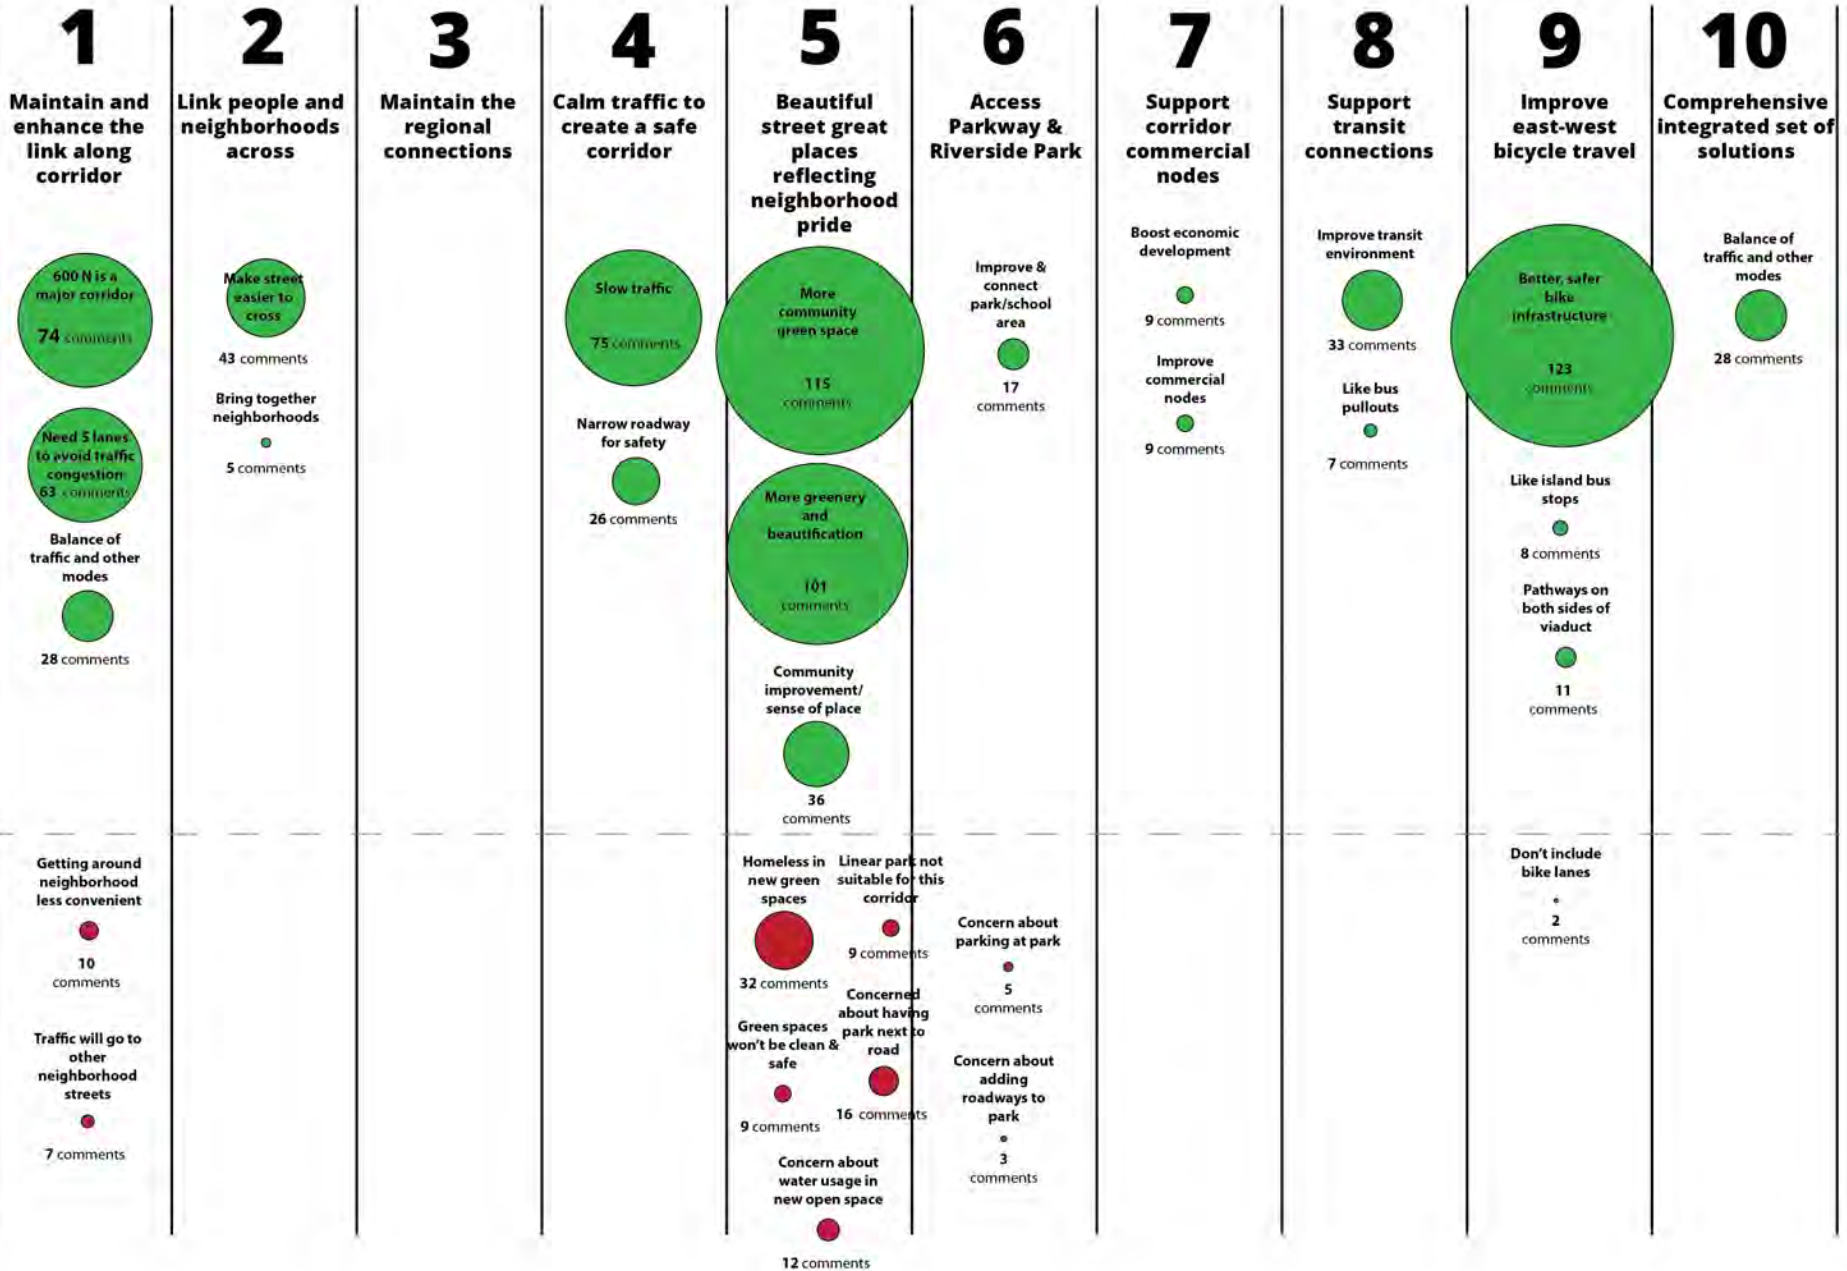 1
Maintain and
enhance the
link along
corridor
600 N is a
major corridor
74 comments
Need 5 lanes
to avoid traffic
congestion
63 comments
Balance of
traffic and other
modes
28 comments
Getting around
neighborhood
less convenient
10
comments
Traffic will go to
other
neighborhood
streets
7 comments
2
Link people and
neighborhoods
across
Make street
easier to
cross
43 comments
Bring together
neighborhoods
5 comments
3
Maintain the
regional
connections
4
Calm traffic to
create a safe
corridor
Slow traffic
75 comments
Narrow roadway
for safety
26 comments
5
Beautiful
street great
places
reflecting
neighborhood
pride
More
community
green space
115
comments
More greenery
and
beautification
101
comments
Community
improvement/
sense of place
36
comments
Homeless in
new green
spaces
32 comments
Linear park not
suitable for this
corridor
9 comments
Green spaces
won't be clean &
safe
9 comments
Concerned
about having
park next to
road
16 comments
Concern about
water usage in
new open space
12 comments
6
Access
Parkway &
Riverside Park
Improve &
connect
park/school
area
17
comments
Concern about
parking at park
5
comments
Concern about
adding
roadways to
park
3
comments
7
Support
corridor
commercial
nodes
Boost economic
development
9 comments
Improve
commercial
nodes
9 comments
8
Support
transit
connections
Improve transit
environment
33 comments
Like bus
pullouts
7 comments
9
Improve
east-west
bicycle travel
Better, safer
bike
infrastructure
123
comments
Like island bus
stops
8 comments
Pathways on
both sides of
viaduct
11
comments
Don't include
bike lanes
2
comments
10
Comprehensive
integrated set of
solutions
Balance of
traffic and other
modes
28 comments